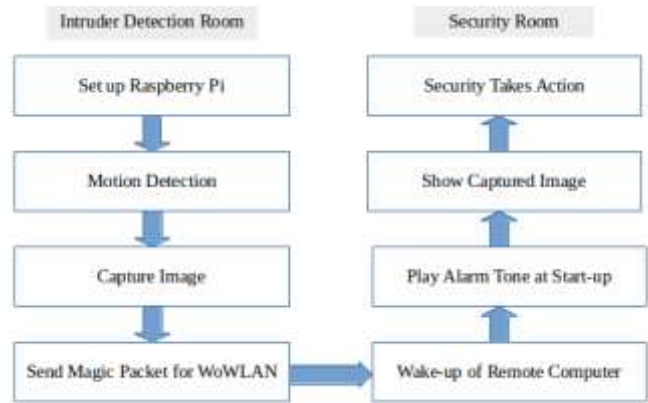 Intruder Detection Room
Security Room
Set up Raspberry Pi
Security Takes Action
Motion Detection
Show Captured Image
Capture Image
Play Alarm Tone at Start-up
Send Magic Packet for WoWLAN
Wake-up of Remote Computer